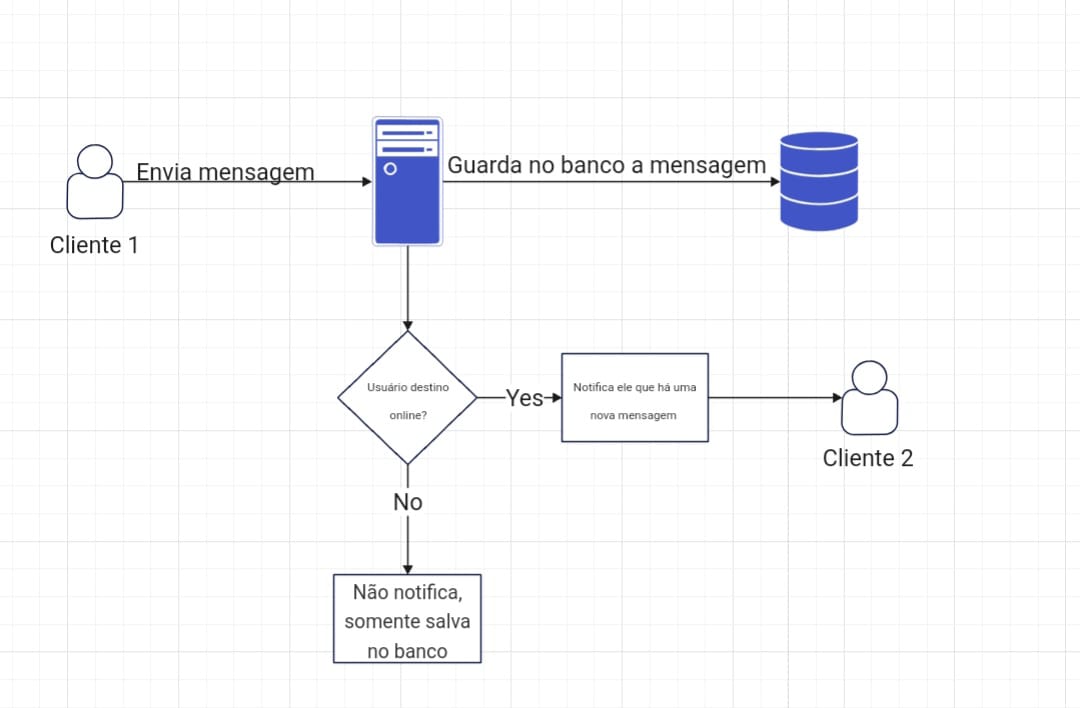 Envia mensagem
Guarda no banco a mensagem
Cliente 1
Usuário destino
online?
Yes
Notifica ele que há uma
nova mensagem
Cliente 2
No
Não notifica,
somente salva
no banco